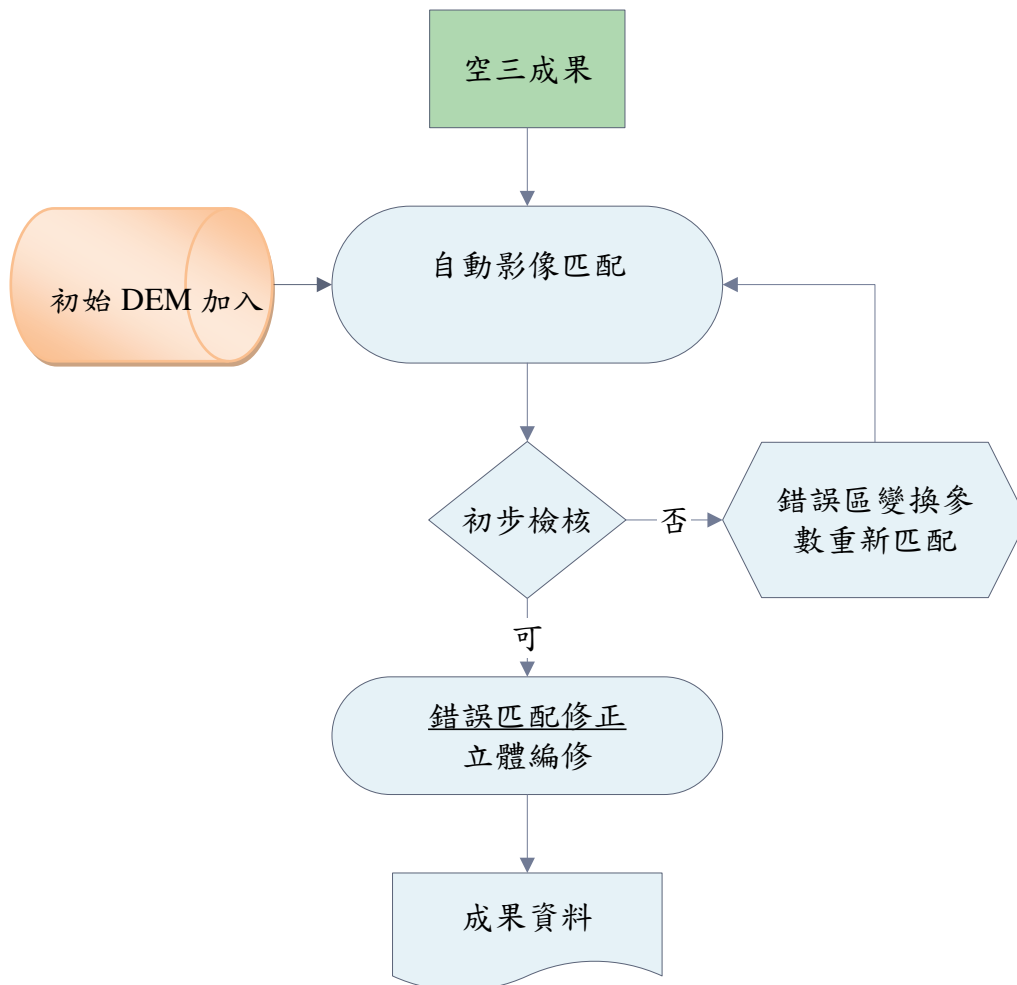 空三成果
自動影像匹配
初始 DEM 加入
初步檢核
否
錯誤區變換參
數重新匹配
可
錯誤匹配修正
立體編修
成果資料